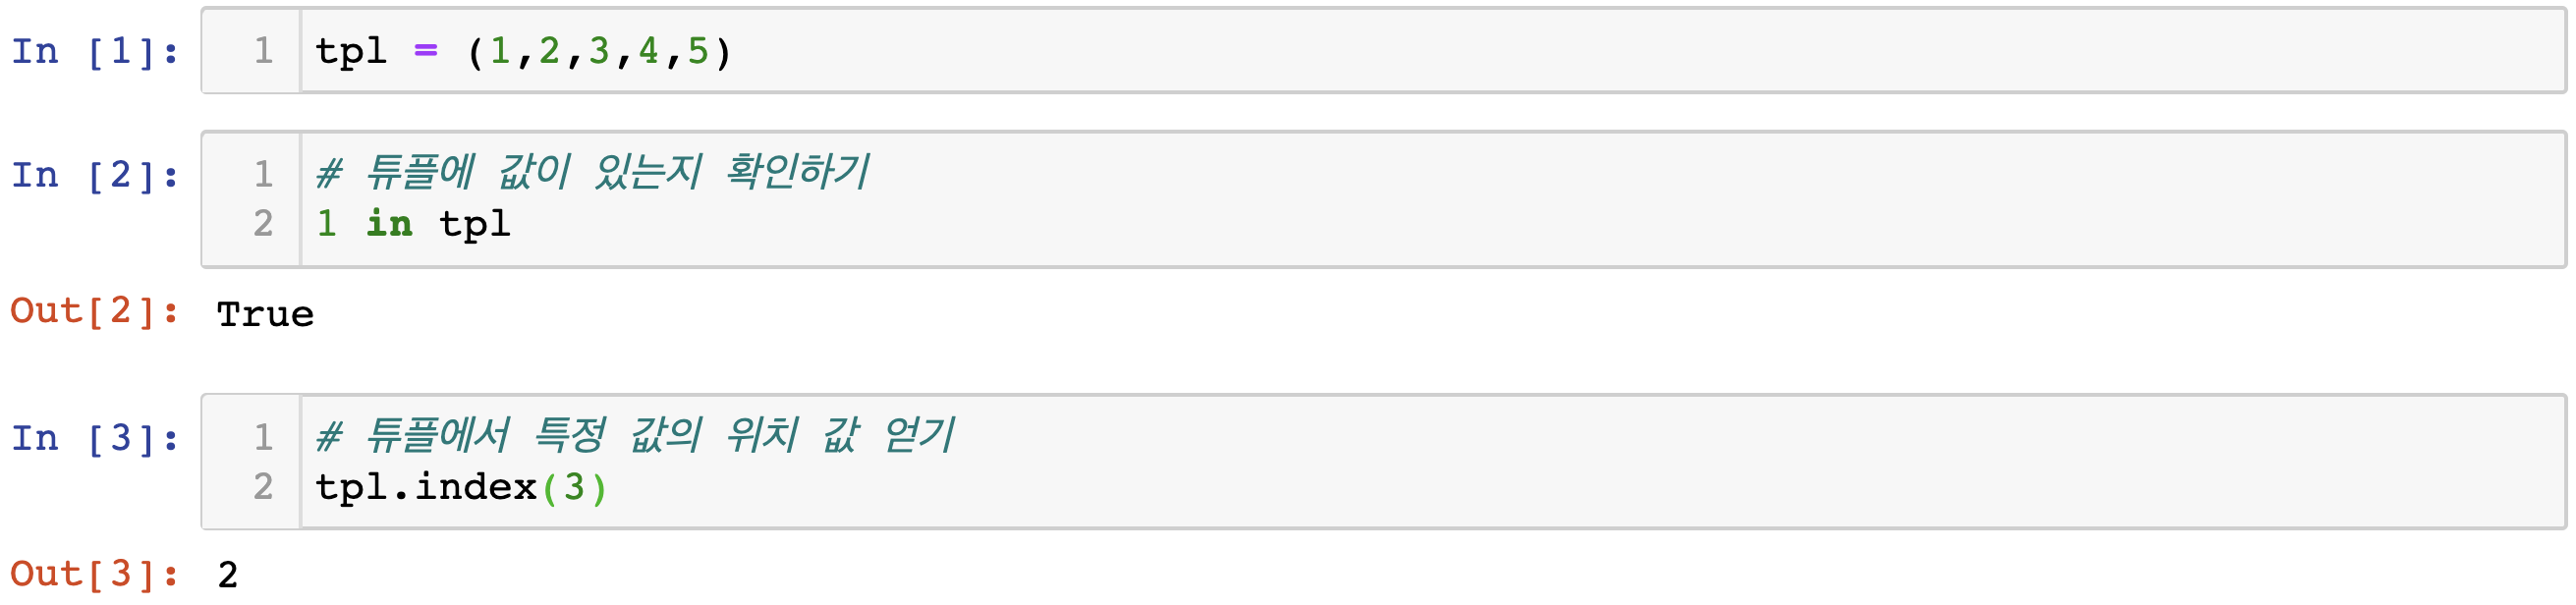 In [1]: 1 tpl = (1,2,3,4,5)
In [2]: 1 # 튜플에 값이 있는지 확인하기
2 1 in tpl
Out[2]: True
In [3]: 1 # 튜플에서 특정 값의 위치 값 얻기
2 tpl.index(3)
Out[3]: 2